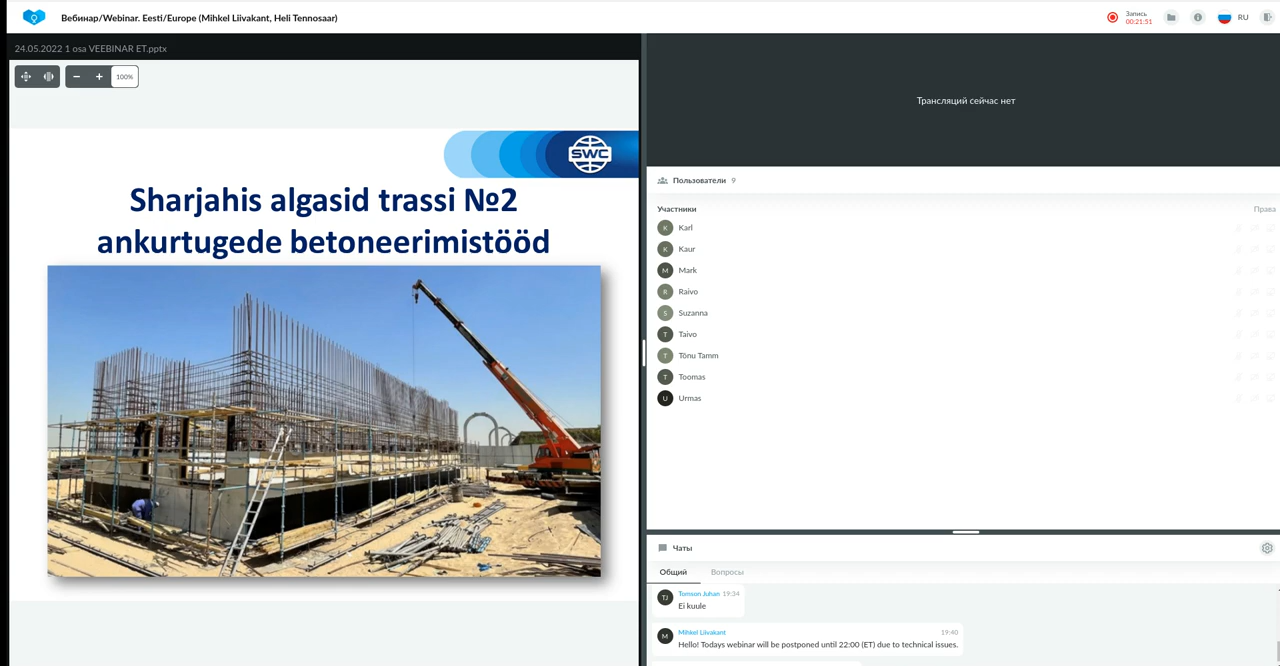 Вебинар/Webinar. Eesti/Europe (Mihkel Liivakant, Heli Tennosaar)
Запись
00:21:51
RU
24.05.2022 1 osa VEEBINAR ET.pptx
100%
SWC
Sharjahis algasid trassi №2
ankurtugede betoneerimistööd
Трансляций сейчас нет
Пользователи 9
Участники Права
K Karl
K Kaur
M Mark
R Raivo
S Suzanna
T Taivo
T Tõnu Tamm
T Toomas
U Urmas
Чаты
Общий Вопросы
TJ Tomson Juhan 19:34
Ei kuule
M Mihkel Liivakant 19:40
Hello! Todays webinar will be postponed until 22:00 (ET) due to technical issues.